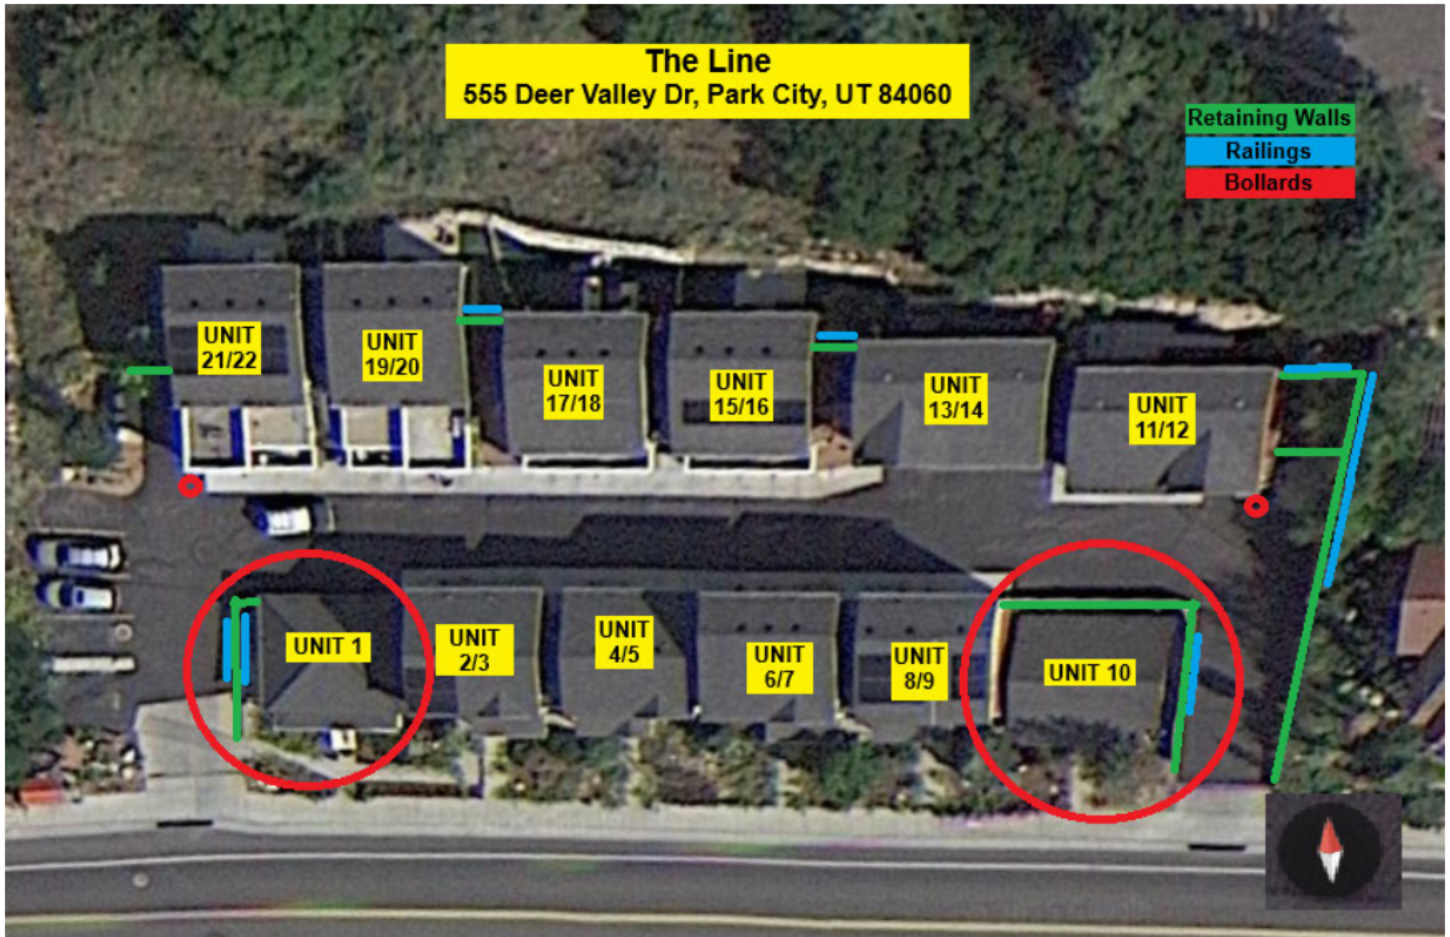 The Line
555 Deer Valley Dr, Park City, UT 84060
Retaining Walls
Railings
Bollards
UNIT
21/22
UNIT
19/20
UNIT
17/18
UNIT
15/16
UNIT
13/14
UNIT
11/12
UNIT 1
UNIT
2/3
UNIT
4/5
UNIT
6/7
UNIT
8/9
UNIT 10